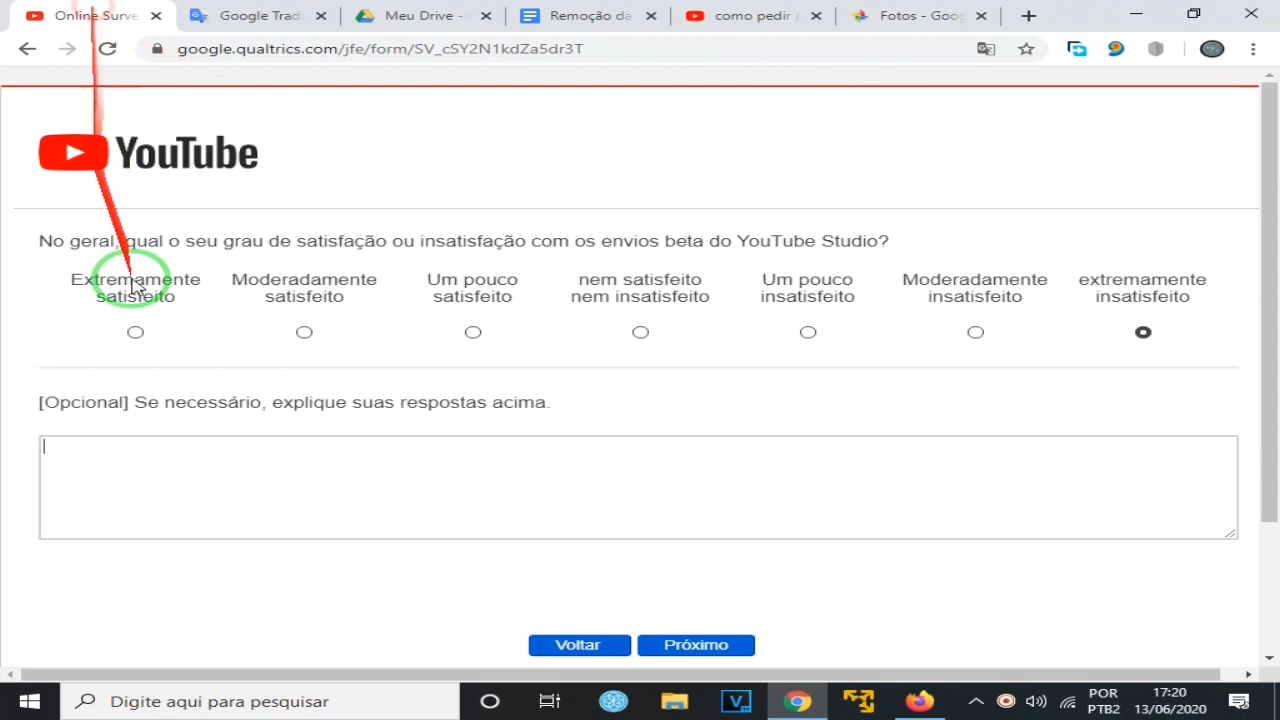 Online Surve
Google Trad
Meu Drive -
Remoção da
como pedir p
Fotos - Goog
google.qualtrics.com/jfe/form/SV_cSY2N1kdZa5dr3T
YouTube
No geral, qual o seu grau de satisfação ou insatisfação com os envios beta do YouTube Studio?
Extremamente satisfeito
Moderadamente satisfeito
Um pouco satisfeito
nem satisfeito nem insatisfeito
Um pouco insatisfeito
Moderadamente insatisfeito
extremamente insatisfeito
[Opcional] Se necessário, explique suas respostas acima.
Voltar
Próximo
Digite aqui para pesquisar
POR
PTB2
17:20
13/06/2020